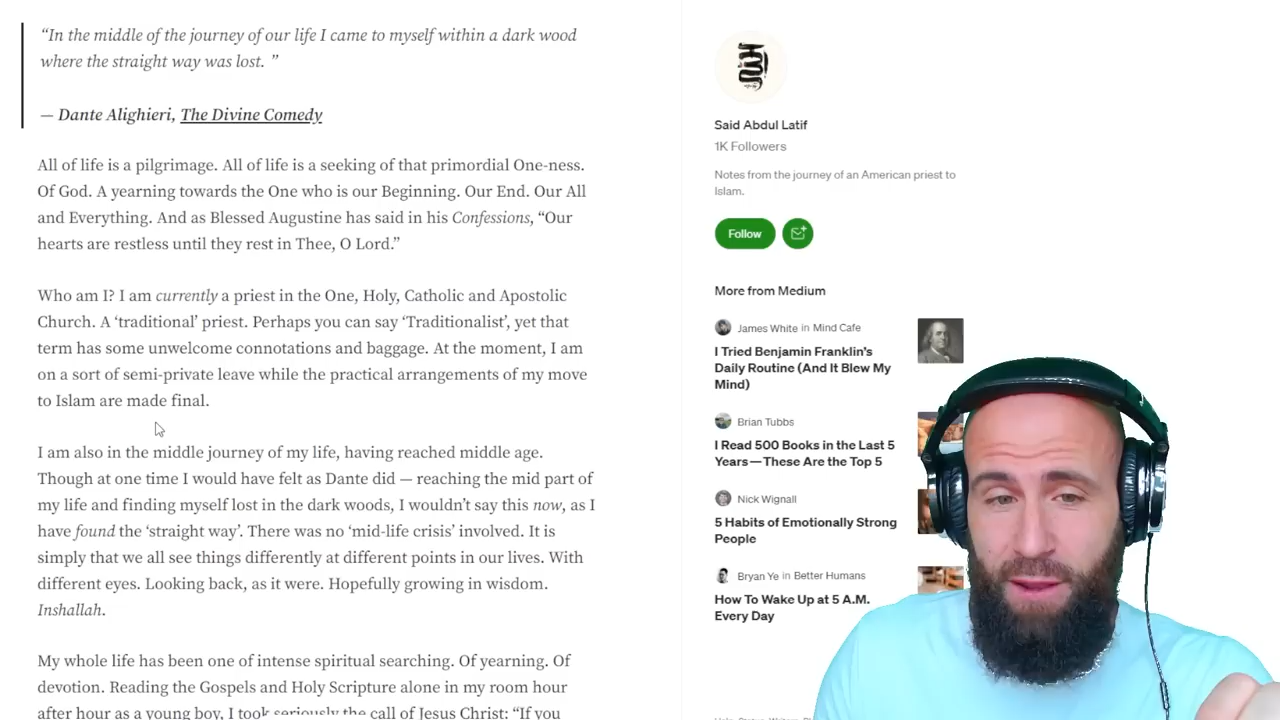 “In the middle of the journey of our life I came to myself within a dark wood
where the straight way was lost. ”
— Dante Alighieri, The Divine Comedy
All of life is a pilgrimage. All of life is a seeking of that primordial One-ness.
Of God. A yearning towards the One who is our Beginning. Our End. Our All
and Everything. And as Blessed Augustine has said in his Confessions, “Our
hearts are restless until they rest in Thee, O Lord.”
Who am I? I am currently a priest in the One, Holy, Catholic and Apostolic
Church. A ‘traditional’ priest. Perhaps you can say ‘Traditionalist’, yet that
term has some unwelcome connotations and baggage. At the moment, I am
on a sort of semi-private leave while the practical arrangements of my move
to Islam are made final.
I am also in the middle journey of my life, having reached middle age.
Though at one time I would have felt as Dante did — reaching the mid part of
my life and finding myself lost in the dark woods, I wouldn’t say this now, as I
have found the ‘straight way’. There was no ‘mid-life crisis’ involved. It is
simply that we all see things differently at different points in our lives. With
different eyes. Looking back, as it were. Hopefully growing in wisdom.
Inshallah.
My whole life has been one of intense spiritual searching. Of yearning. Of
devotion. Reading the Gospels and Holy Scripture alone in my room hour
after hour as a young boy, I took seriously the call of Jesus Christ: “If you
Said Abdul Latif
1K Followers
Notes from the journey of an American priest to
Islam.
Follow
More from Medium
James White in Mind Cafe
I Tried Benjamin Franklin’s
Daily Routine (And It Blew My
Mind)
Brian Tubbs
I Read 500 Books in the Last 5
Years—These Are the Top 5
Nick Wignall
5 Habits of Emotionally Strong
People
Bryan Ye in Better Humans
How To Wake Up at 5 A.M.
Every Day